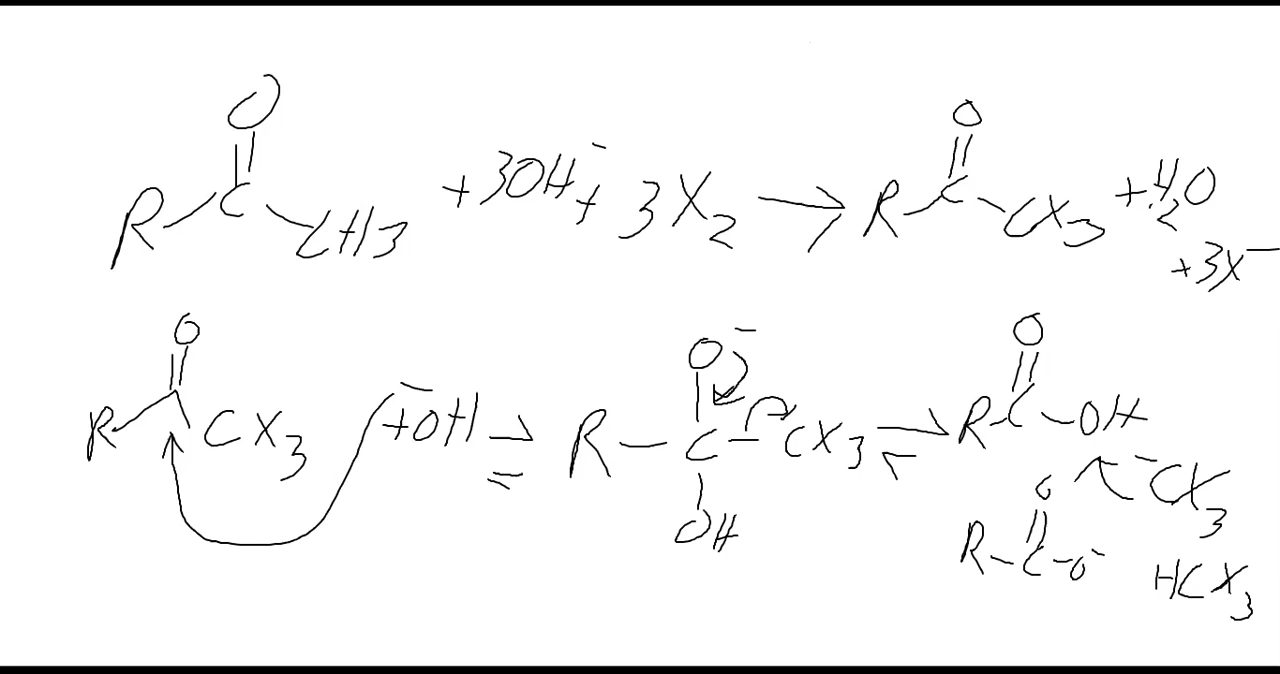 O O
R C CH3 +3OH⁻ + 3X2 → R C CX3 + H2O
+3X⁻
O O⁻ O
R CX3 + ⁻OH ⇌ R—C—CX3 ⇌ R C OH
OH ⁻CX3
O
R—C—O⁻ HCX3